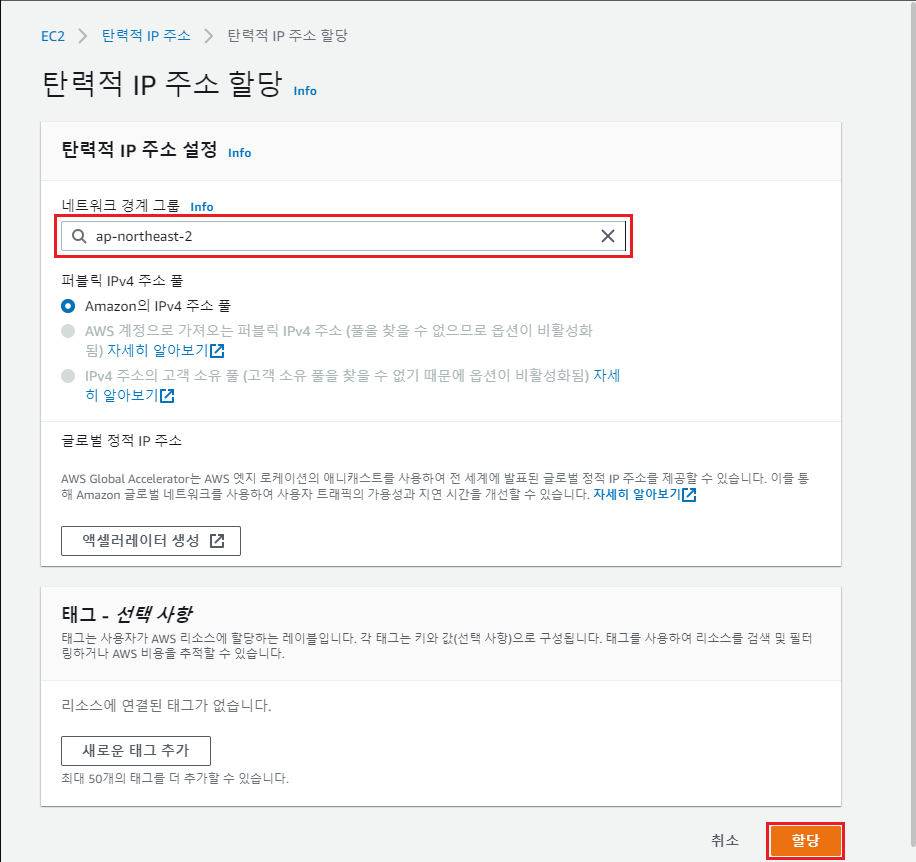 EC2 > 탄력적 IP 주소 > 탄력적 IP 주소 할당
탄력적 IP 주소 할당 Info
탄력적 IP 주소 설정 Info
네트워크 경계 그룹 Info
ap-northeast-2
퍼블릭 IPv4 주소 풀
Amazon의 IPv4 주소 풀
AWS 계정으로 가져오는 퍼블릭 IPv4 주소 (풀을 찾을 수 없으므로 옵션이 비활성화
됨) 자세히 알아보기
IPv4 주소의 고객 소유 풀 (고객 소유 풀을 찾을 수 없기 때문에 옵션이 비활성화됨) 자세
히 알아보기
글로벌 정적 IP 주소
AWS Global Accelerator는 AWS 엣지 로케이션의 애니캐스트를 사용하여 전 세계에 발표된 글로벌 정적 IP 주소를 제공할 수 있습니다. 이를 통
해 Amazon 글로벌 네트워크를 사용하여 사용자 트래픽의 가용성과 지연 시간을 개선할 수 있습니다. 자세히 알아보기
액셀러레이터 생성
태그 - 선택 사항
태그는 사용자가 AWS 리소스에 할당하는 레이블입니다. 각 태그는 키와 값(선택 사항)으로 구성됩니다. 태그를 사용하여 리소스를 검색 및 필터
링하거나 AWS 비용을 추적할 수 있습니다.
리소스에 연결된 태그가 없습니다.
새로운 태그 추가
최대 50개의 태그를 더 추가할 수 있습니다.
취소 할당